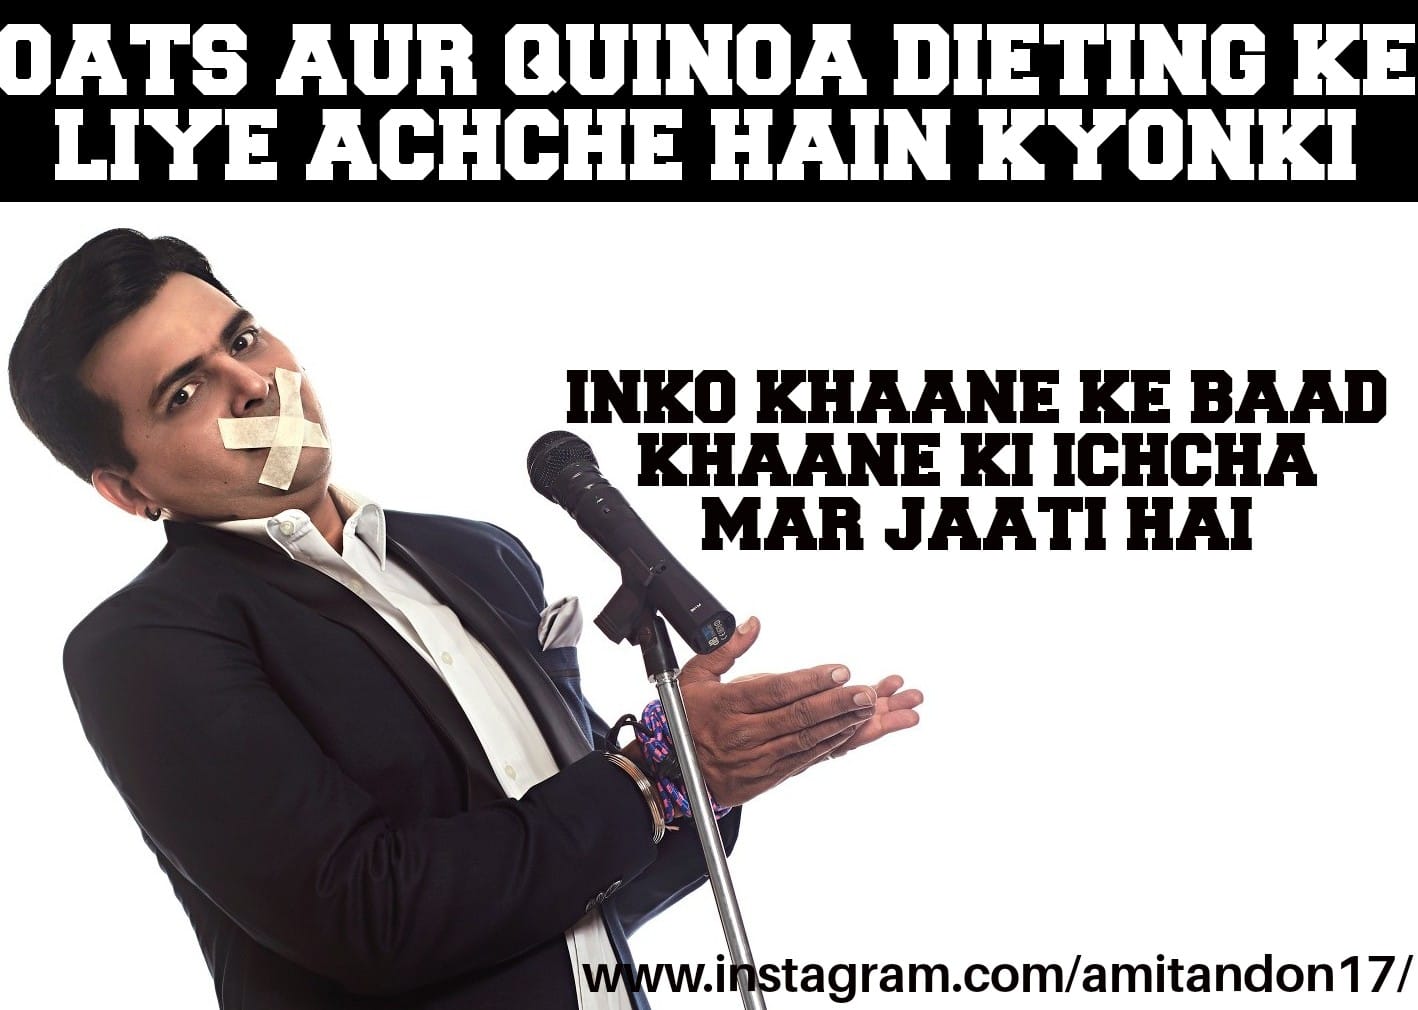 OATS AUR QUINOA DIETING KE
LIYE ACHCHE HAIN KYONKI
INKO KHAANE KE BAAD
KHAANE KI ICHCHA
MAR JAATI HAI
www.instagram.com/amitandon17/